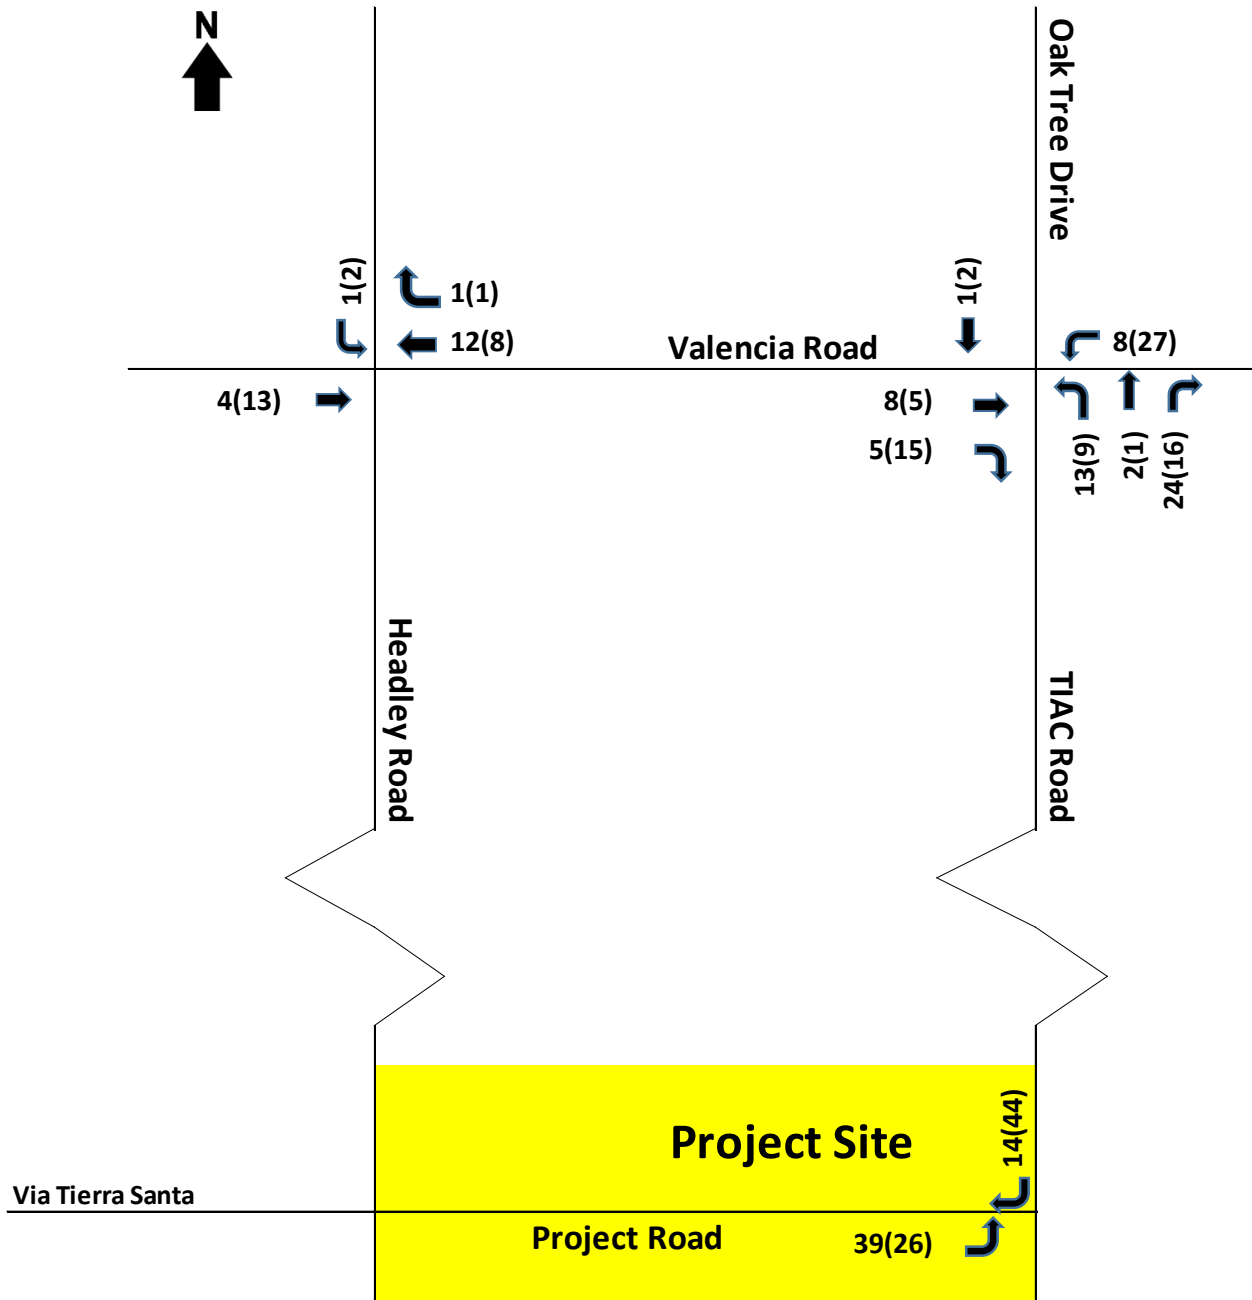 N
Oak Tree Drive
1(2)
1(1)
12(8)
Valencia Road
1(2)
8(27)
4(13)
8(5)
5(15)
13(9)
2(1)
24(16)
Headley Road
TIAC Road
Project Site
14(44)
Via Tierra Santa
Project Road
39(26)